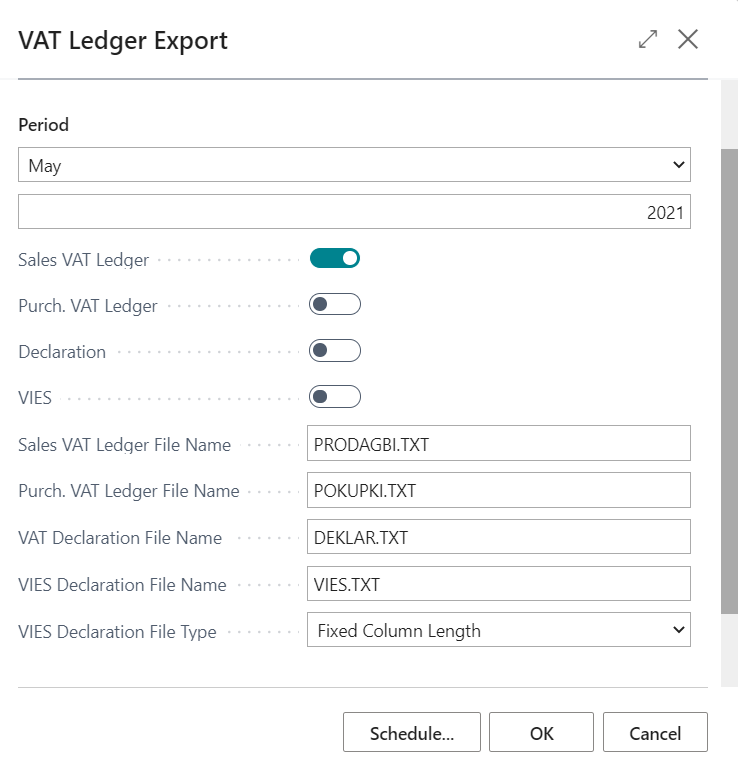 VAT Ledger Export
Period
May
2021
Sales VAT Ledger
Purch. VAT Ledger
Declaration
VIES
Sales VAT Ledger File Name PRODAGBI.TXT
Purch. VAT Ledger File Name POKUPKI.TXT
VAT Declaration File Name DEKLAR.TXT
VIES Declaration File Name VIES.TXT
VIES Declaration File Type Fixed Column Length
Schedule... OK Cancel